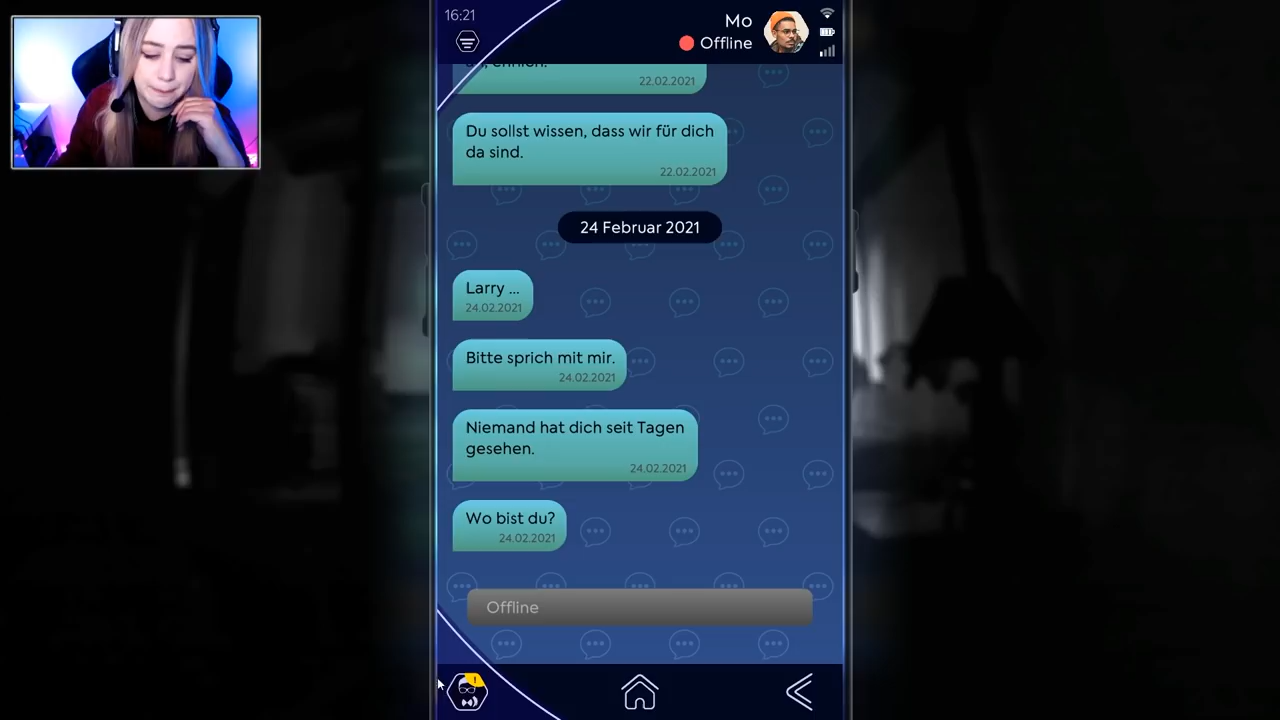 16:21
Mo
Offline
22.02.2021
Du sollst wissen, dass wir für dich
da sind.
22.02.2021
24 Februar 2021
Larry ...
24.02.2021
Bitte sprich mit mir.
24.02.2021
Niemand hat dich seit Tagen
gesehen.
24.02.2021
Wo bist du?
24.02.2021
Offline